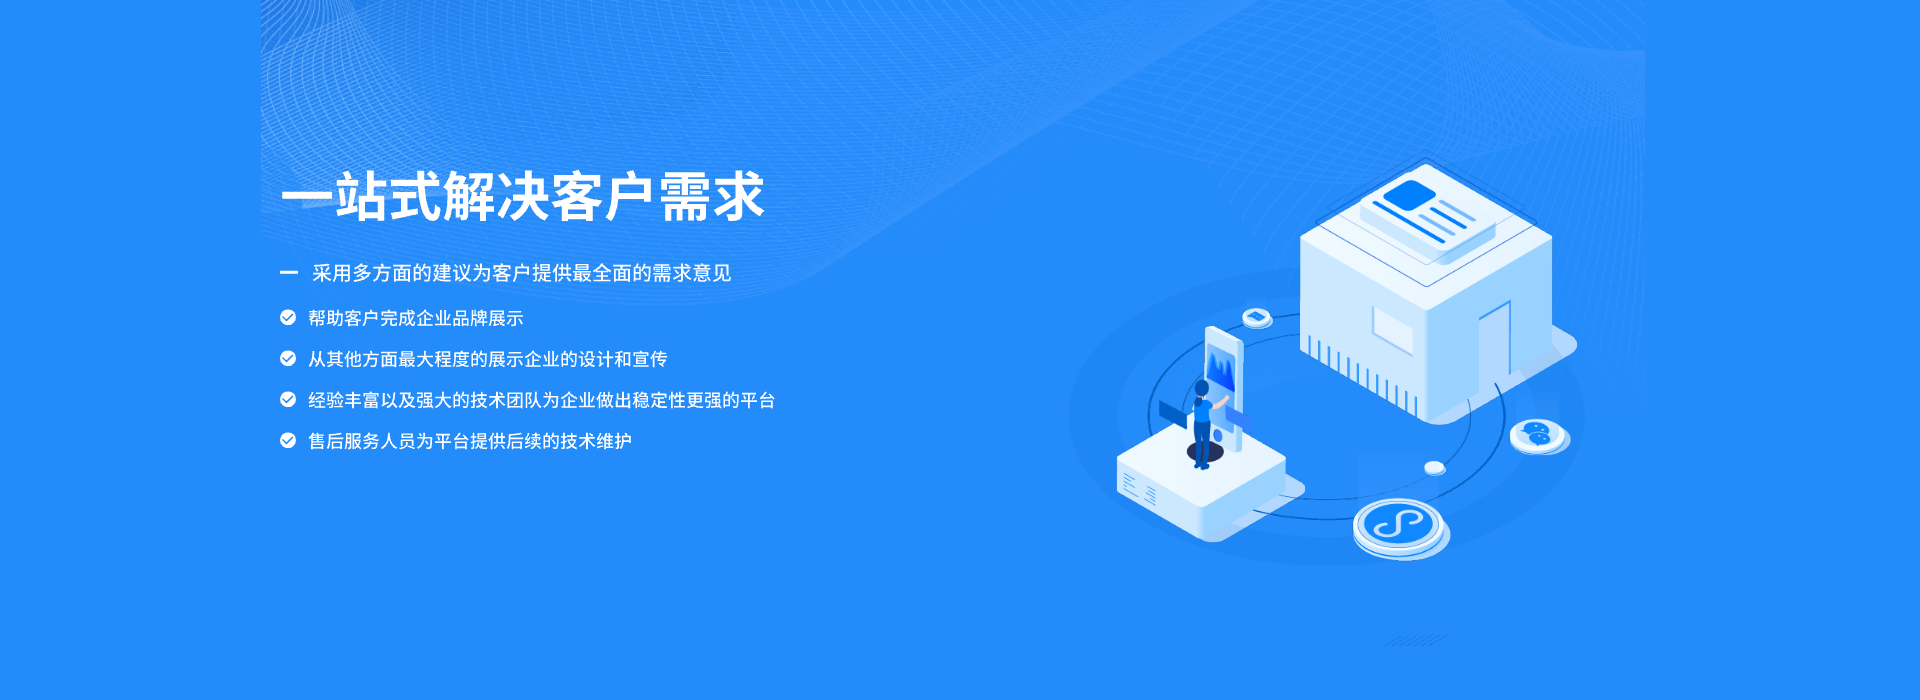 一站式解决客户需求
采用多方面的建议为客户提供最全面的需求意见
帮助客户完成企业品牌展示
从其他方面最大程度的展示企业的设计和宣传
经验丰富以及强大的技术团队为企业做出稳定性更强的平台
售后服务人员为平台提供后续的技术维护